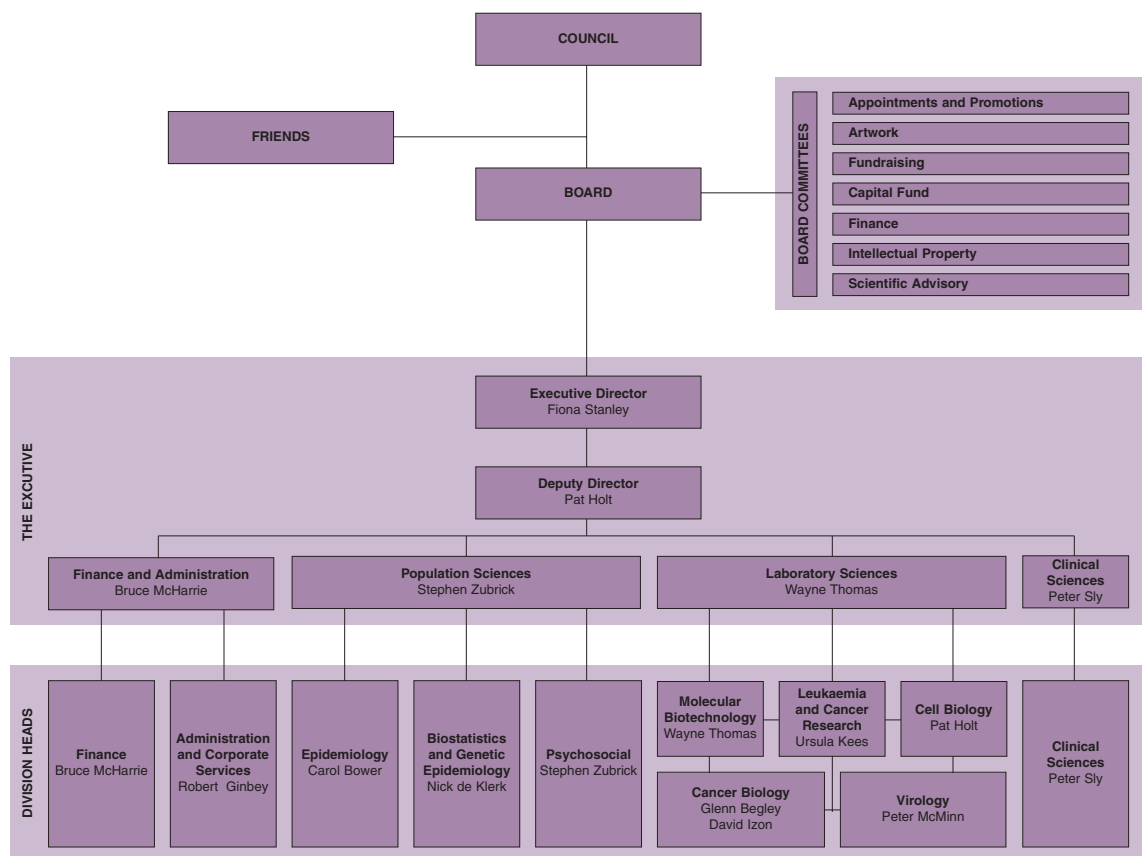 COUNCIL
FRIENDS
BOARD
BOARD COMMITTEES
Appointments and Promotions
Artwork
Fundraising
Capital Fund
Finance
Intellectual Property
Scientific Advisory
THE EXCUTIVE
Executive Director
Fiona Stanley
Deputy Director
Pat Holt
Finance and Administration
Bruce McHarrie
Population Sciences
Stephen Zubrick
Laboratory Sciences
Wayne Thomas
Clinical
Sciences
Peter Sly
DIVISION HEADS
Finance
Bruce McHarrie
Administration
and Corporate
Services
Robert Ginbey
Epidemiology
Carol Bower
Biostatistics
and Genetic
Epidemiology
Nick de Klerk
Psychosocial
Stephen Zubrick
Molecular
Biotechnology
Wayne Thomas
Leukaemia
and Cancer
Research
Ursula Kees
Cell Biology
Pat Holt
Cancer Biology
Glenn Begley
David Izon
Virology
Peter McMinn
Clinical
Sciences
Peter Sly